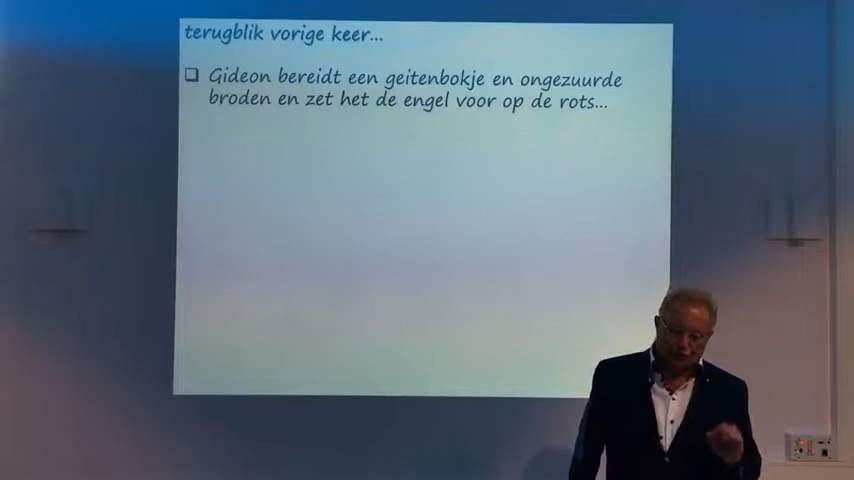 terugblik vorige keer...
❑ Gideon bereidt een geitenbokje en ongezuurde
broden en zet het de engel voor op de rots...